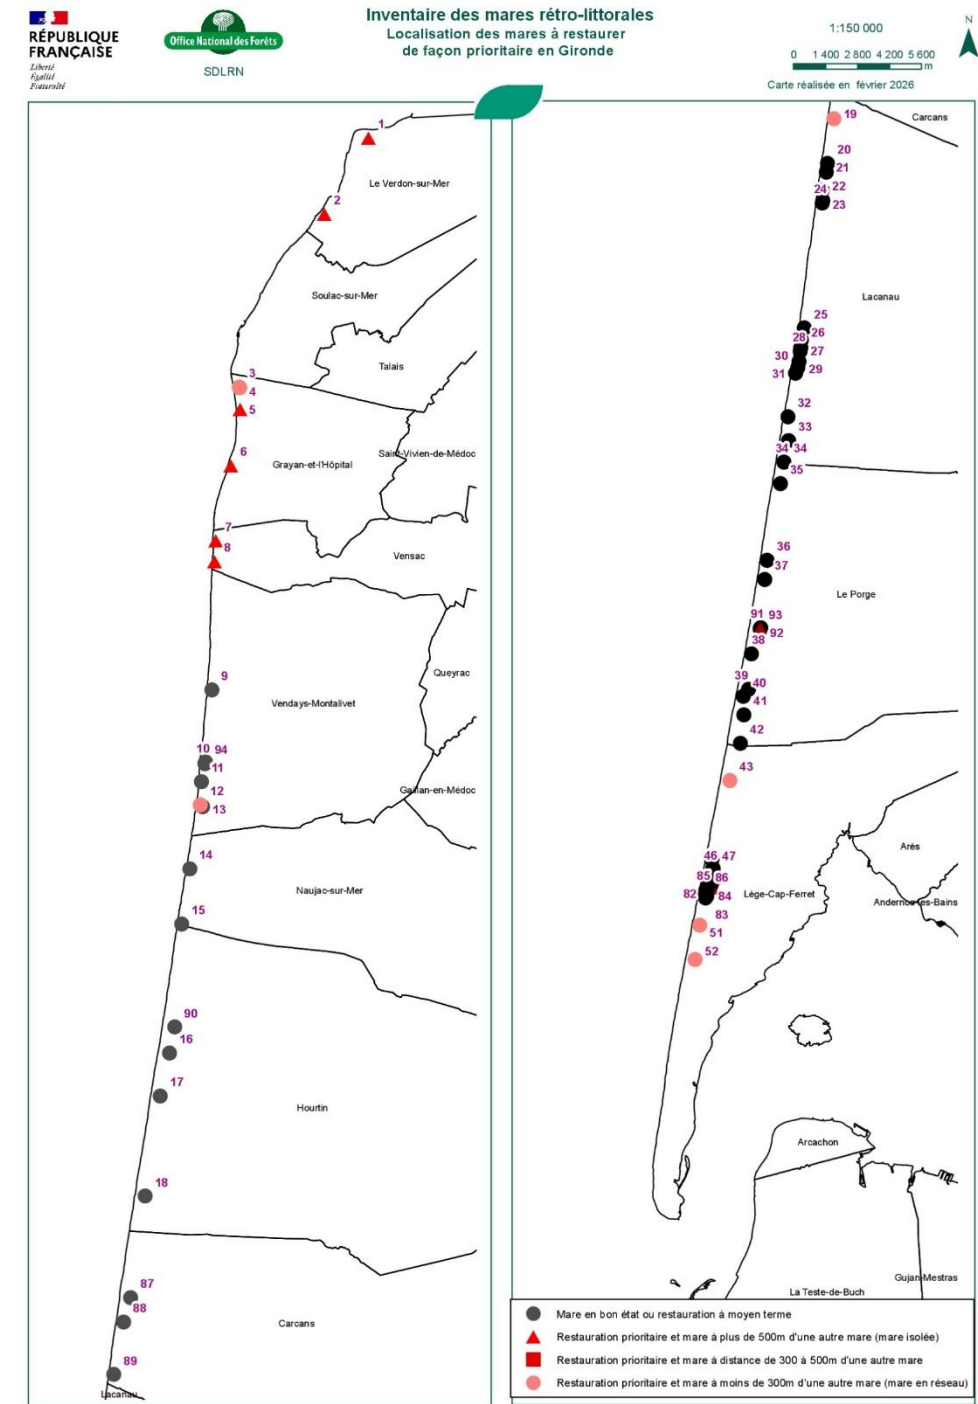 RÉPUBLIQUE
FRANÇAISE
Liberté
Égalité
Fraternité
Office National des Forêts
SDLRN
Inventaire des mares rétro-littorales
Localisation des mares à restaurer
de façon prioritaire en Gironde
1:150 000
0 1 400 2 800 4 200 5 600
m
N
Carte réalisée en février 2026
1
Le Verdon-sur-Mer
2
Soulac-sur-Mer
Talais
3
4
5
Saint-Vivien-de-Médoc
6
Grayan-et-l'Hôpital
7
8
Vensac
Queyrac
9
Vendays-Montalivet
10 94
11
12
Gaillan-en-Médoc
13
14
Naujac-sur-Mer
15
90
16
17
Hourtin
18
87
88
Carcans
89
Lacanau
19
Carcans
20
21
24 22
23
Lacanau
25
26
28
27
30
29
31
32
33
34 34
35
36
37
Le Porge
91 93
92
38
39
40
41
42
43
Arès
46 47
85 86
82 84
Lège-Cap-Ferret
Andernos-les-Bains
83
51
52
Arcachon
Gujan-Mestras
La Teste-de-Buch
Mare en bon état ou restauration à moyen terme
Restauration prioritaire et mare à plus de 500m d'une autre mare (mare isolée)
Restauration prioritaire et mare à distance de 300 à 500m d'une autre mare
Restauration prioritaire et mare à moins de 300m d'une autre mare (mare en réseau)